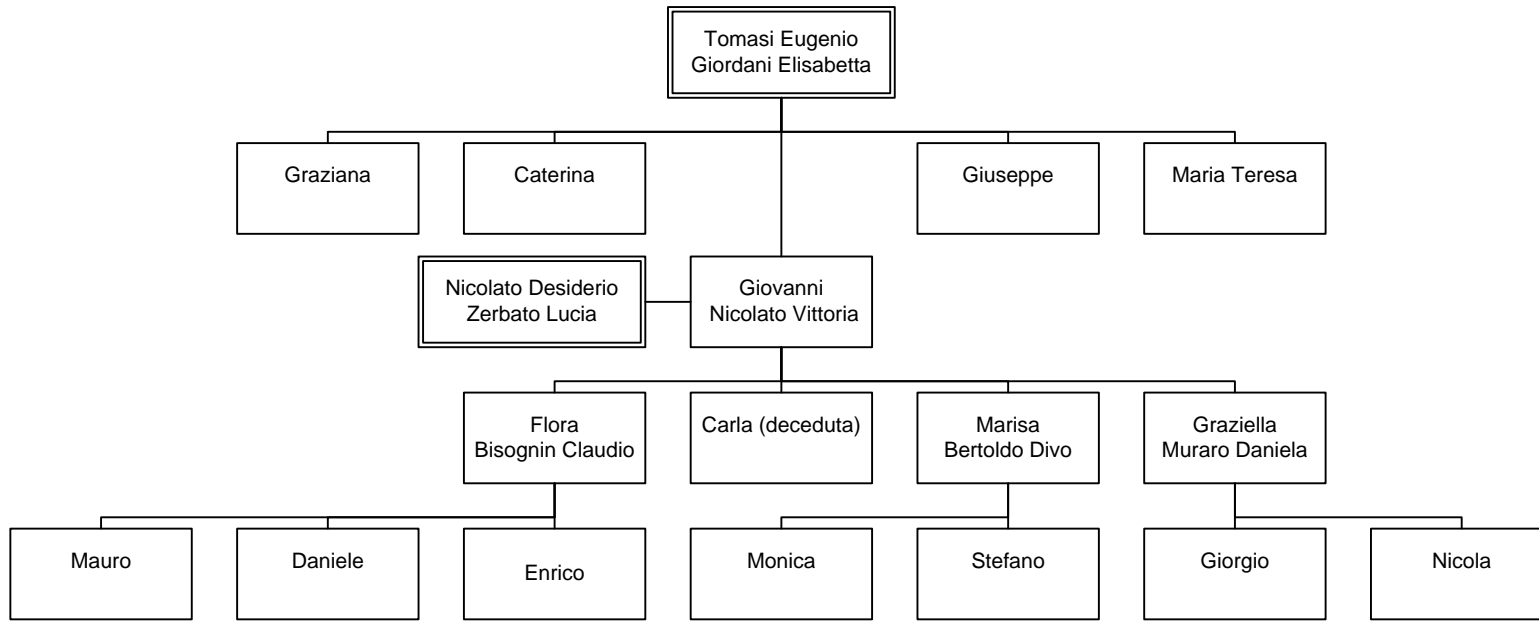 Tomasi Eugenio
Giordani Elisabetta
Graziana
Caterina
Giuseppe
Maria Teresa
Nicolato Desiderio
Zerbato Lucia
Giovanni
Nicolato Vittoria
Flora
Bisognin Claudio
Carla (deceduta)
Marisa
Bertoldo Divo
Graziella
Muraro Daniela
Mauro
Daniele
Enrico
Monica
Stefano
Giorgio
Nicola